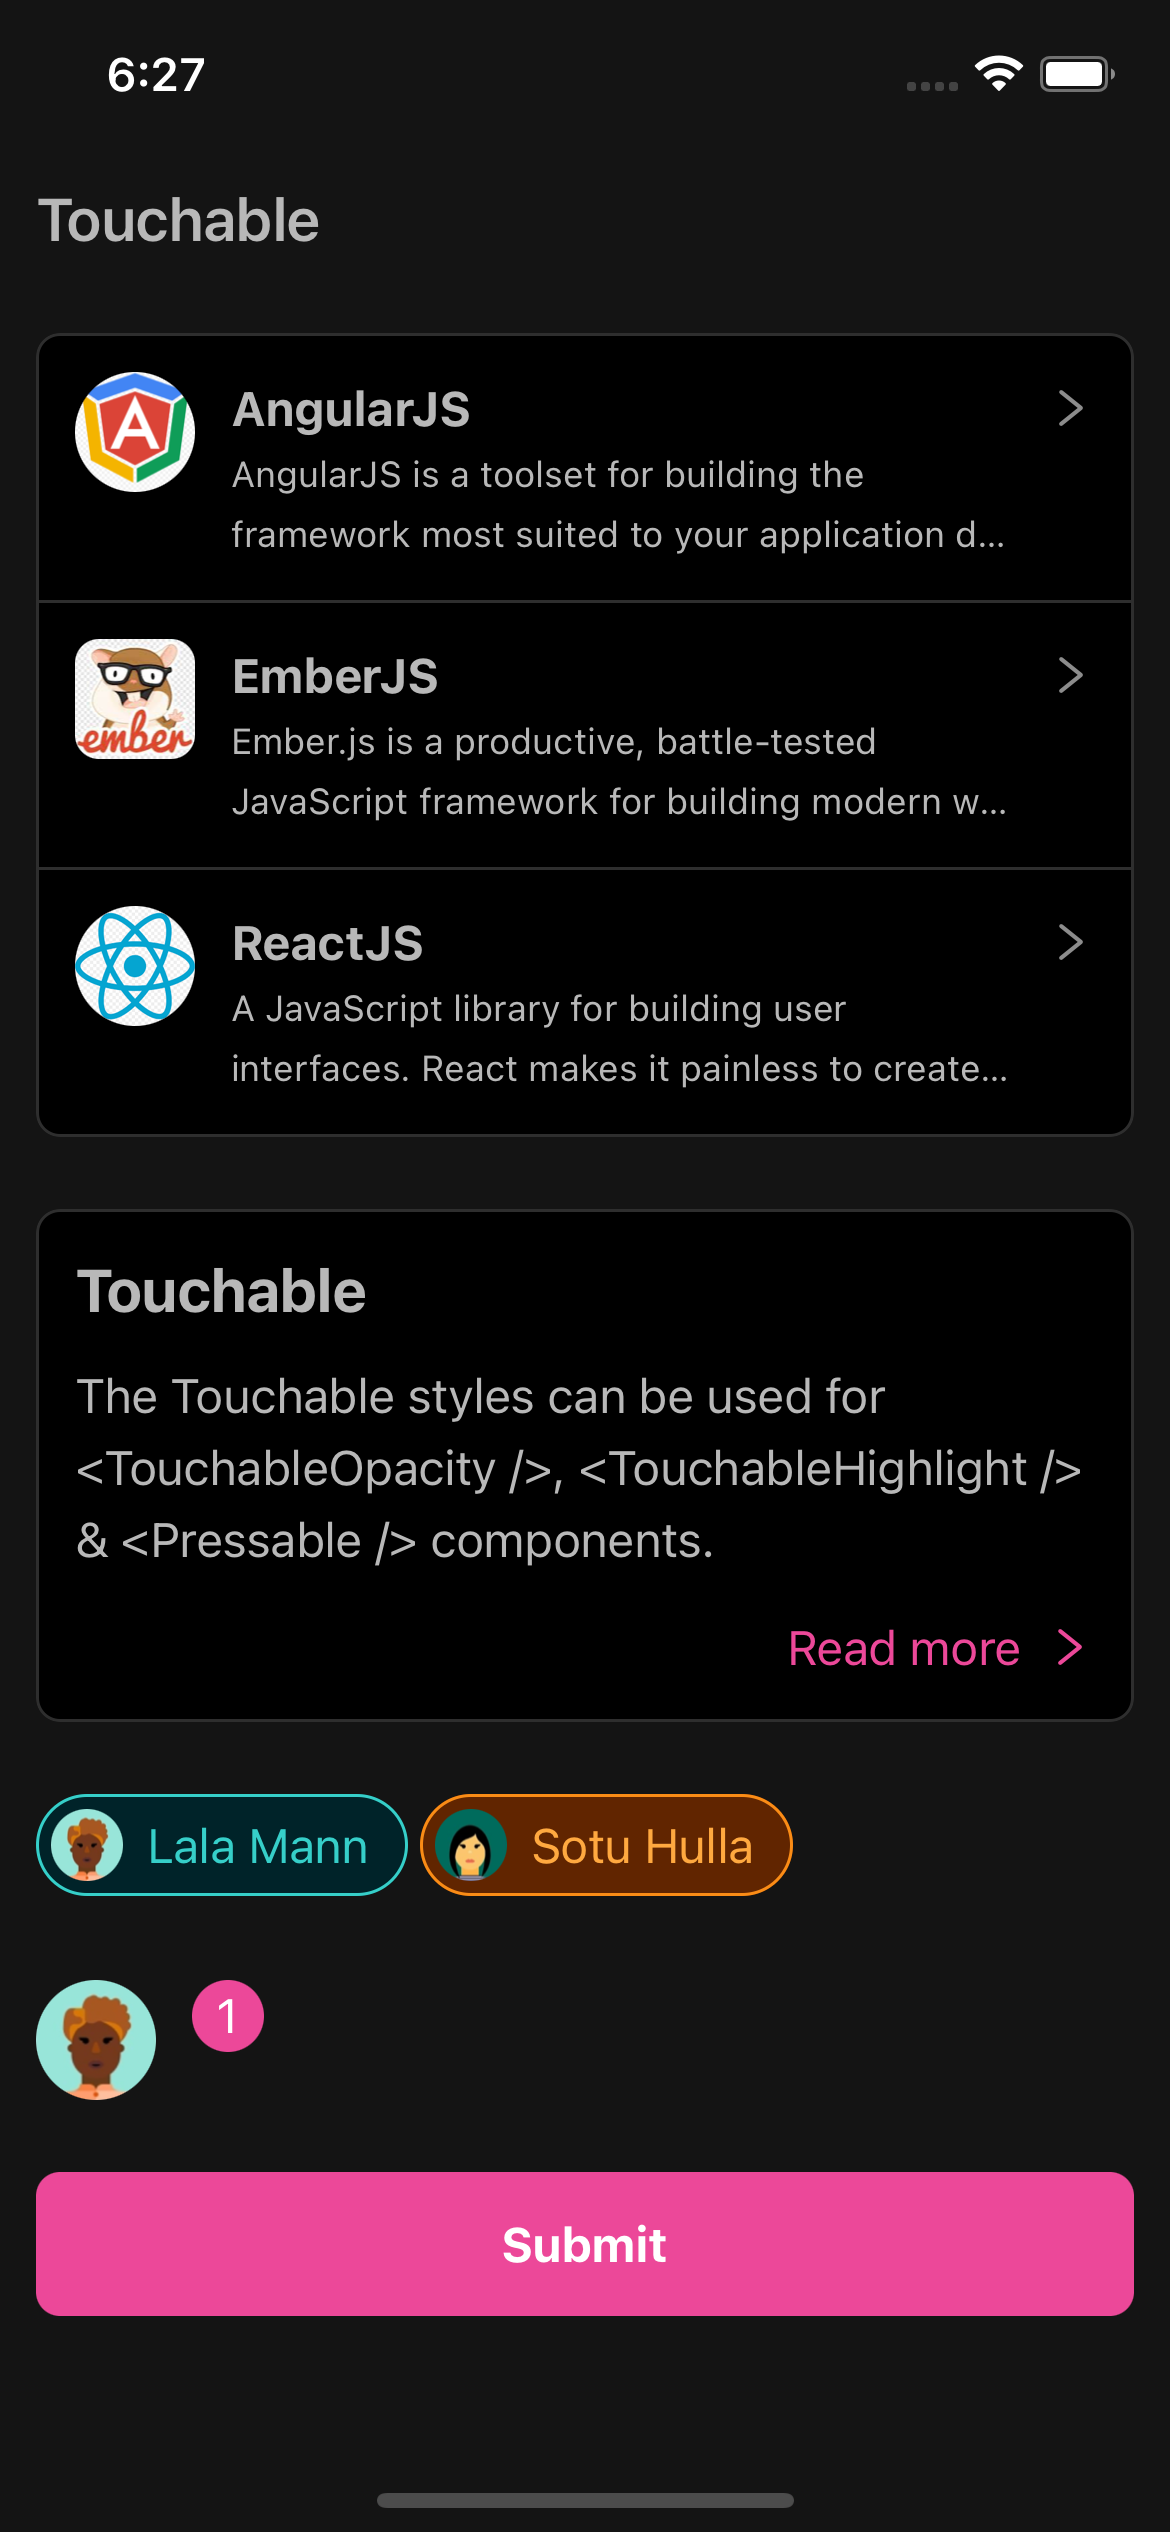 6:27
Touchable
AngularJS
AngularJS is a toolset for building the
framework most suited to your application d...
ember
EmberJS
Ember.js is a productive, battle-tested
JavaScript framework for building modern w...
ReactJS
A JavaScript library for building user
interfaces. React makes it painless to create...
Touchable
The Touchable styles can be used for
<TouchableOpacity />, <TouchableHighlight />
& <Pressable /> components.
Read more
Lala Mann
Sotu Hulla
1
Submit